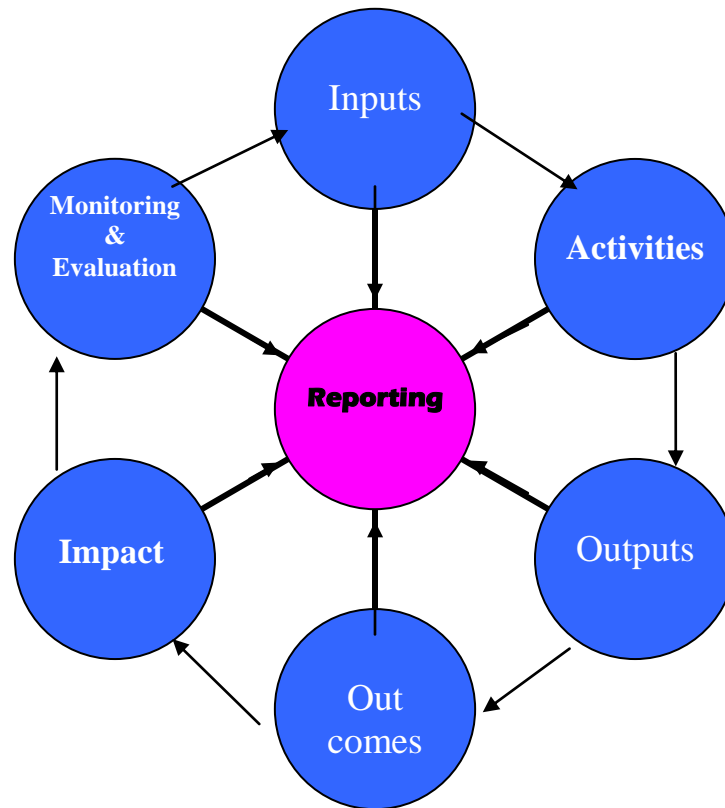 Inputs
Monitoring
&
Evaluation
Activities
Reporting
Impact
Outputs
Out
comes